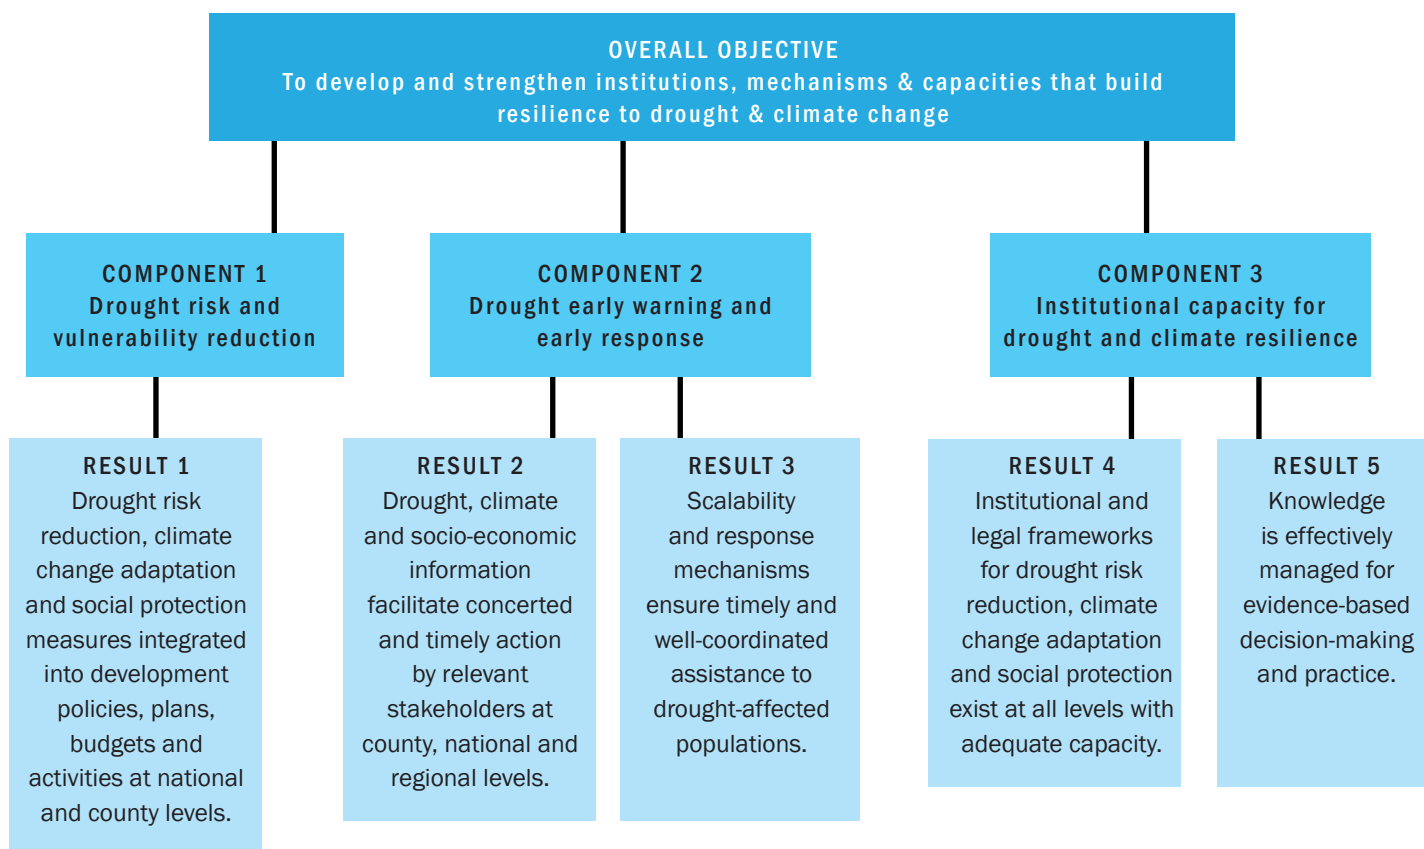 OVERALL OBJECTIVE
To develop and strengthen institutions, mechanisms & capacities that build
resilience to drought & climate change
COMPONENT 1
Drought risk and
vulnerability reduction
COMPONENT 2
Drought early warning and
early response
COMPONENT 3
Institutional capacity for
drought and climate resilience
RESULT 1
Drought risk
reduction, climate
change adaptation
and social protection
measures integrated
into development
policies, plans,
budgets and
activities at national
and county levels.
RESULT 2
Drought, climate
and socio-economic
information
facilitate concerted
and timely action
by relevant
stakeholders at
county, national and
regional levels.
RESULT 3
Scalability
and response
mechanisms
ensure timely and
well-coordinated
assistance to
drought-affected
populations.
RESULT 4
Institutional and
legal frameworks
for drought risk
reduction, climate
change adaptation
and social protection
exist at all levels with
adequate capacity.
RESULT 5
Knowledge
is effectively
managed for
evidence-based
decision-making
and practice.